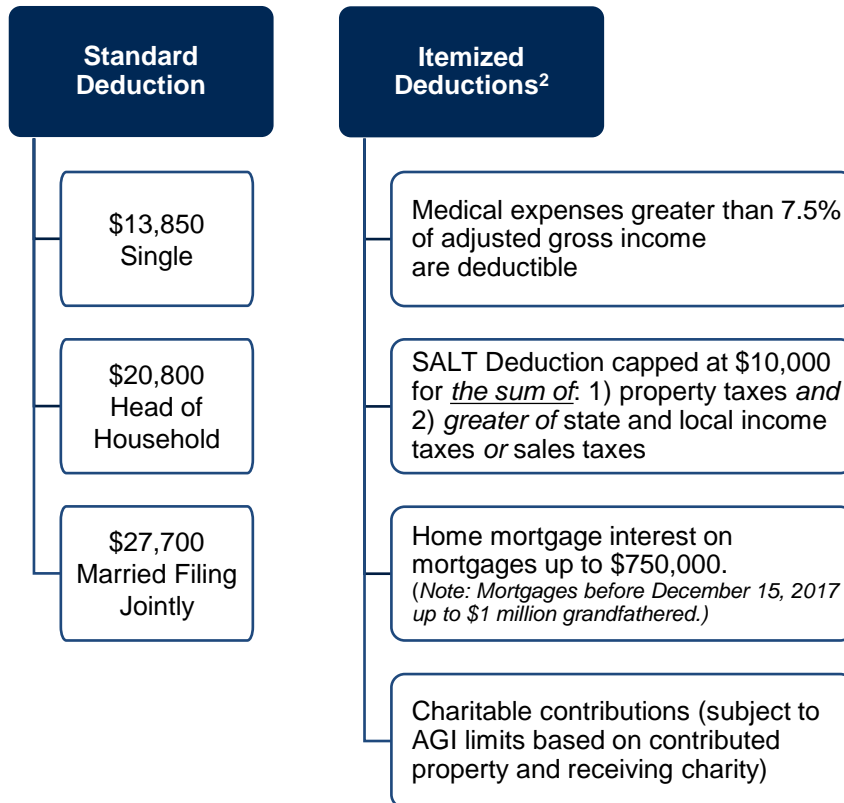 Standard
Deduction
$13,850
Single
$20,800
Head of
Household
$27,700
Married Filing
Jointly
Itemized
Deductions²
Medical expenses greater than 7.5%
of adjusted gross income
are deductible
SALT Deduction capped at $10,000
for the sum of: 1) property taxes and
2) greater of state and local income
taxes or sales taxes
Home mortgage interest on
mortgages up to $750,000.
(Note: Mortgages before December 15, 2017
up to $1 million grandfathered.)
Charitable contributions (subject to
AGI limits based on contributed
property and receiving charity)